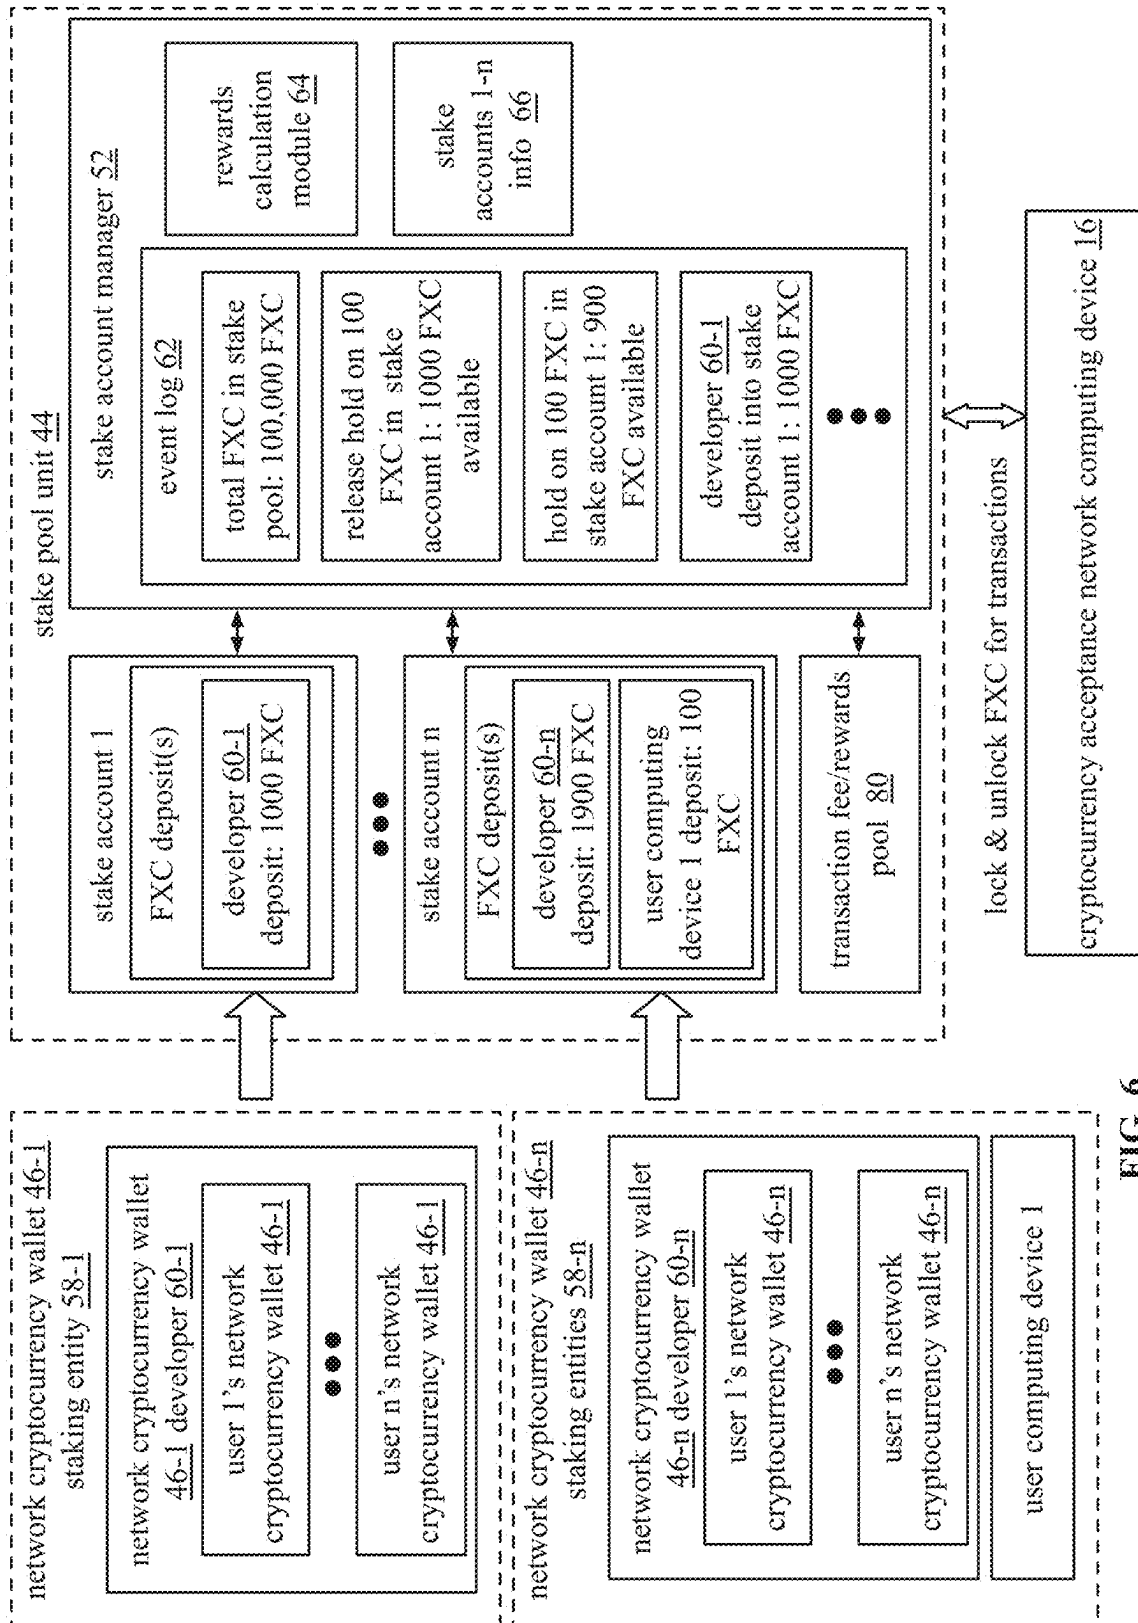 network cryptocurrency wallet 46-1
staking entity 58-1
network cryptocurrency wallet
46-1 developer 60-1
user 1's network
cryptocurrency wallet 46-1
user n's network
cryptocurrency wallet 46-1
network cryptocurrency wallet 46-n
staking entities 58-n
network cryptocurrency wallet
46-n developer 60-n
user 1's network
cryptocurrency wallet 46-n
user n's network
cryptocurrency wallet 46-n
user computing device 1
stake pool unit 44
stake account 1
FXC deposit(s)
developer 60-1
deposit: 1000 FXC
stake account n
FXC deposit(s)
developer 60-n
deposit: 1900 FXC
user computing
device 1 deposit: 100
FXC
transaction fee/rewards
pool 80
stake account manager 52
event log 62
total FXC in stake
pool: 100,000 FXC
release hold on 100
FXC in stake
account 1: 1000 FXC
available
hold on 100 FXC in
stake account 1: 900
FXC available
developer 60-1
deposit into stake
account 1: 1000 FXC
rewards
calculation
module 64
stake
accounts 1-n
info 66
lock & unlock FXC for transactions
cryptocurrency acceptance network computing device 16
FIG. 6